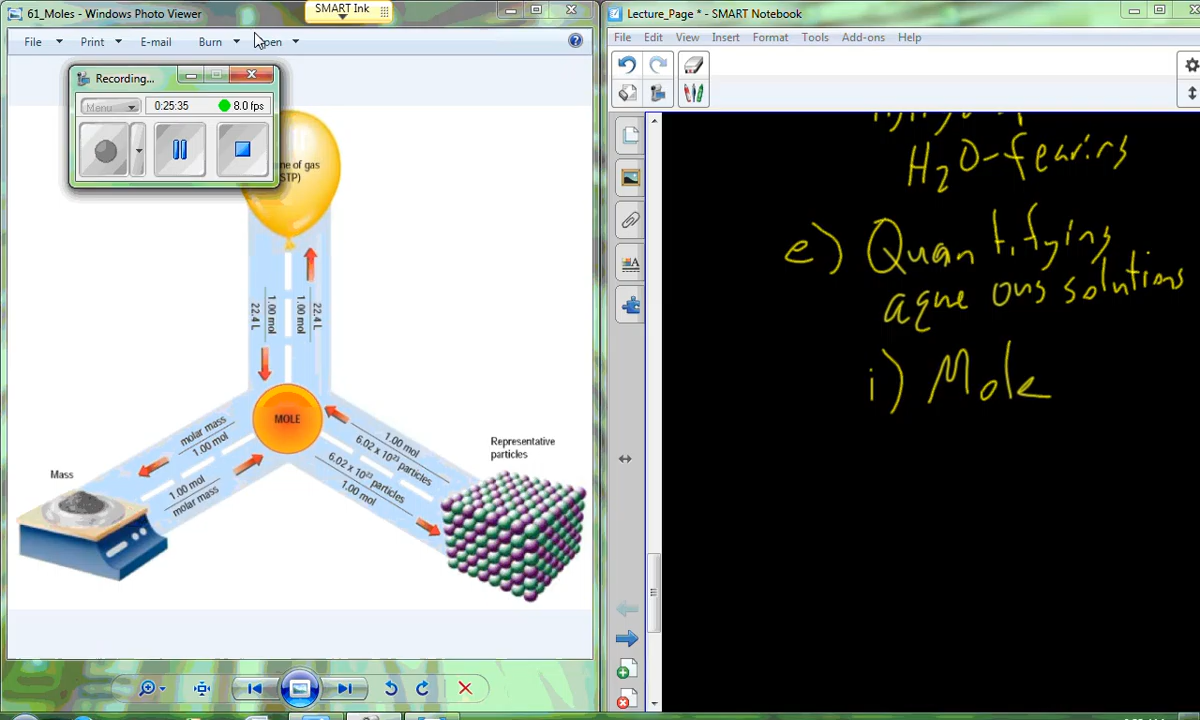 61_Moles - Windows Photo Viewer
SMART Ink
File Print E-mail Burn
Recording...
Menu
0:25:35 8.0 fps
of gas
STP)
22.4 L
1.00 mol
1.00 mol
22.4 L
MOLE
molar mass
1.00 mol
1.00 mol
molar mass
1.00 mol
6.02 x 10²³ particles
6.02 x 10²³ particles
1.00 mol
Mass
Representative
particles
Lecture_Page * - SMART Notebook
File Edit View Insert Format Tools Add-ons Help
H₂O-fearing
e) Quantifying
aqueous solutions
i) Mole